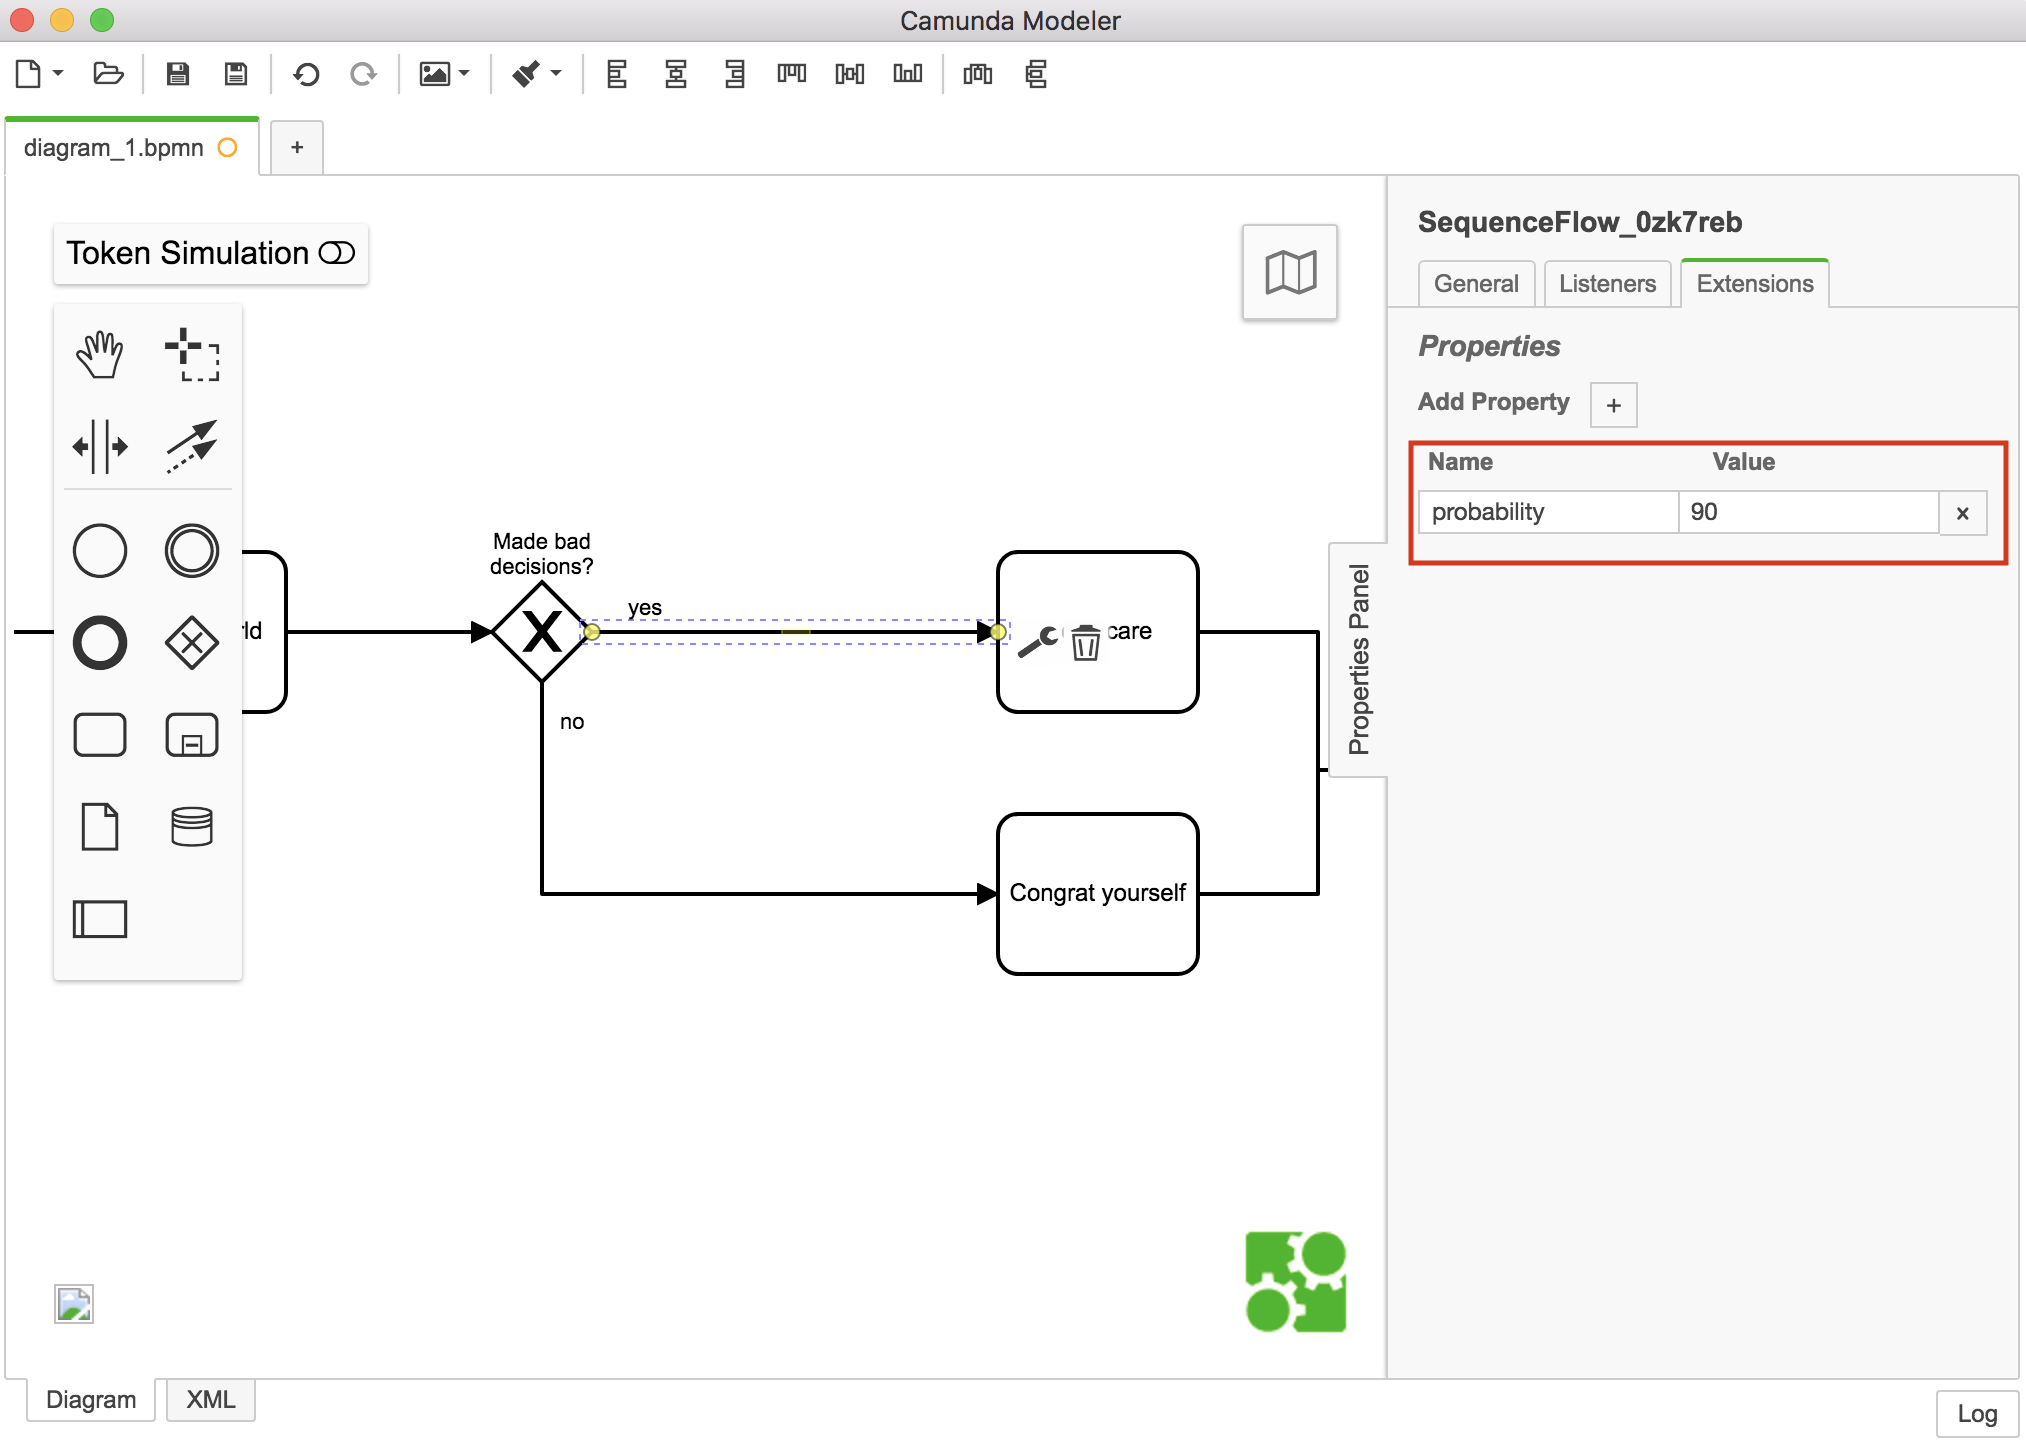 Camunda Modeler
diagram_1.bpmn
+
Token Simulation
SequenceFlow_0zk7reb
General
Listeners
Extensions
Properties
Add Property
+
Name
Value
probability
90
x
Made bad
decisions?
yes
no
care
Congrat yourself
Properties Panel
Diagram
XML
Log